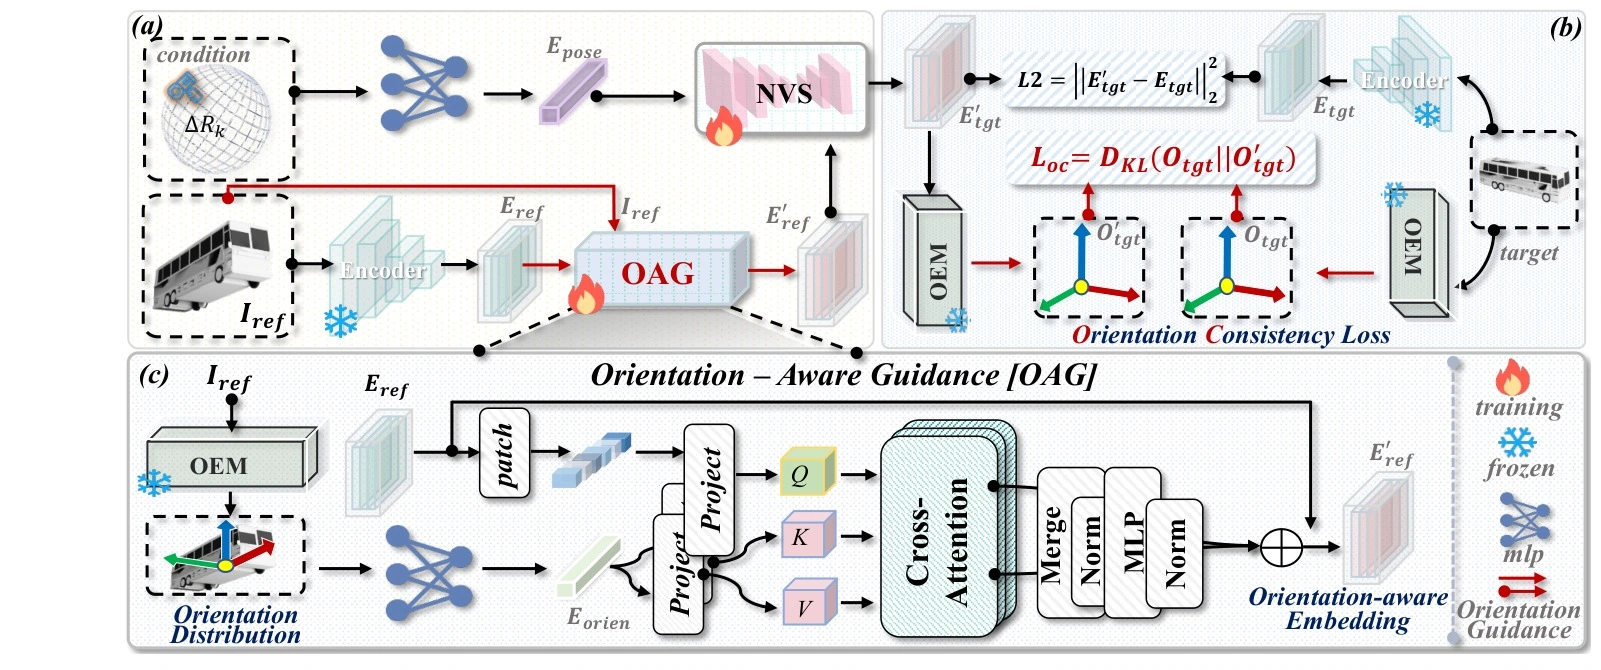 (a)
condition
ΔR_k
E_pose
NVS
I_ref
Encoder
E_ref
I_ref
OAG
E'_ref
(b)
E'_tgt
L2 = ||E'_tgt − E_tgt||²₂
E_tgt
Encoder
L_oc= D_KL(O_tgt||O'_tgt)
OEM
O'_tgt
O_tgt
OEM
target
Orientation Consistency Loss
(c)
Orientation – Aware Guidance [OAG]
I_ref
OEM
Orientation
Distribution
E_ref
patch
Project
Project
E_orien
Q
K
V
Cross-
Attention
Merge
Norm
MLP
Norm
E'_ref
Orientation-aware
Embedding
training
frozen
mlp
Orientation
Guidance